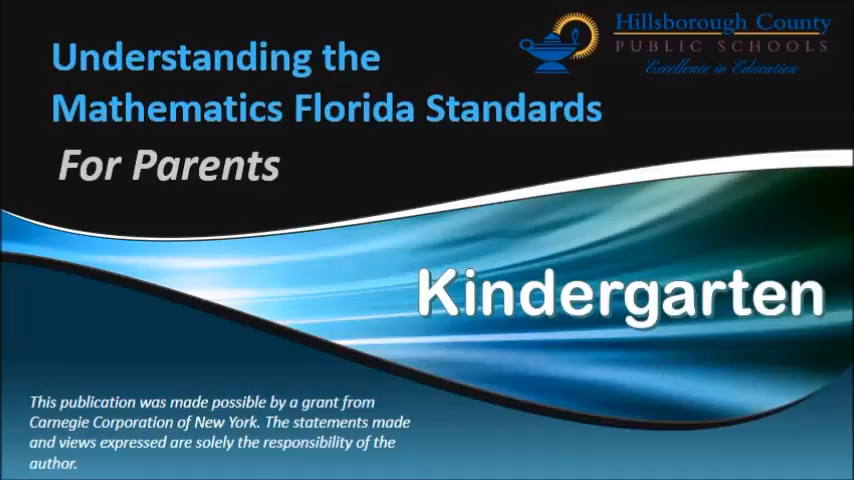 Hillsborough County
PUBLIC SCHOOLS
Excellence in Education
Understanding the
Mathematics Florida Standards
For Parents
Kindergarten
This publication was made possible by a grant from
Carnegie Corporation of New York. The statements made
and views expressed are solely the responsibility of the
author.